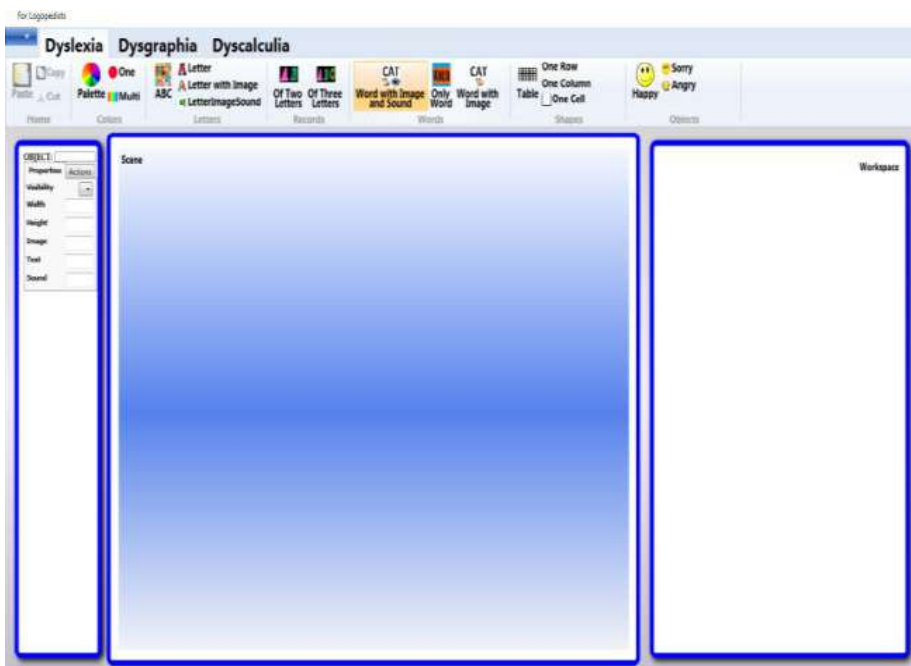 For Logopedists
Dyslexia Dysgraphia Dyscalculia
Paste Copy Cut
Home
Palette One Multi
Colors
ABC Letter
Letter with Image
LetterImageSound
Letters
Of Two Letters Of Three Letters
Records
CAT Word with Image and Sound
Only Word
CAT Word with Image
Words
Table One Row
One Column
One Cell
Shapes
Happy Sorry
Angry
Objects
OBJECT:
Properties Actions
Visibility
Width
Height
Image
Text
Sound
Scene
Workspace